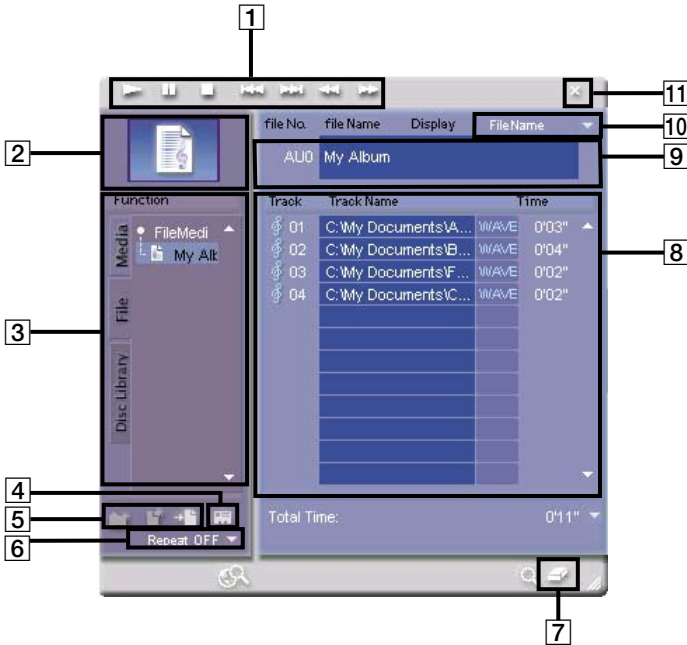 1
11
file No. file Name Display FileName
10
2
AU0 My Album
9
Function
Track Track Name Time
Media
FileMedi
My Alt
01 C:\My Documents\A... WAVE 0'03"
02 C:\My Documents\B... WAVE 0'04"
8
03 C:\My Documents\F... WAVE 0'02"
04 C:\My Documents\C... WAVE 0'02"
File
3
Disc Library
4
5
Total Time: 0'11"
6
Repeat OFF
7